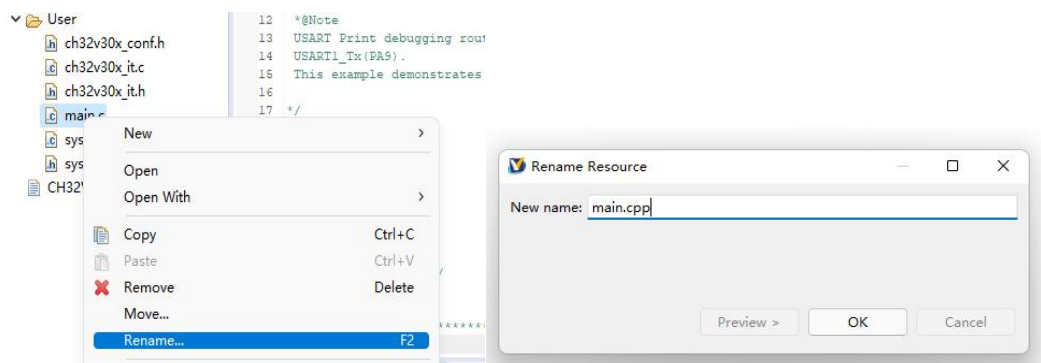 User
ch32v30x_conf.h
ch32v30x_it.c
ch32v30x_it.h
main.c
sys
sys
CH32V
12 *@Note
13 USART Print debugging rout
14 USART1_Tx(PA9).
15 This example demonstrates
16
17 */
New
Open
Open With
Copy Ctrl+C
Paste Ctrl+V
Remove Delete
Move...
Rename... F2
Rename Resource
New name: main.cpp
Preview >
OK
Cancel